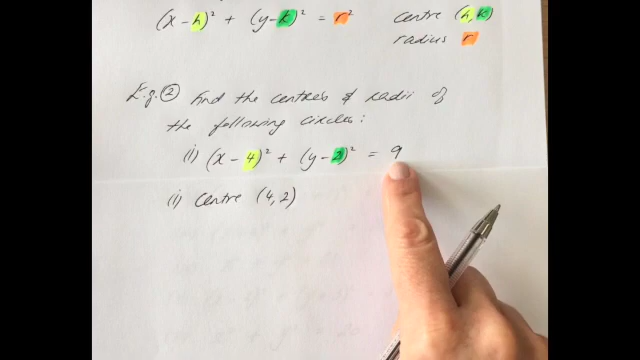 (x-h)² + (y-k)² = r² centre (h, k)
radius r
E.g. ② Find the centres & radii of
the following circles:
(i) (x - 4)² + (y - 2)² = 9
(i) centre (4, 2)